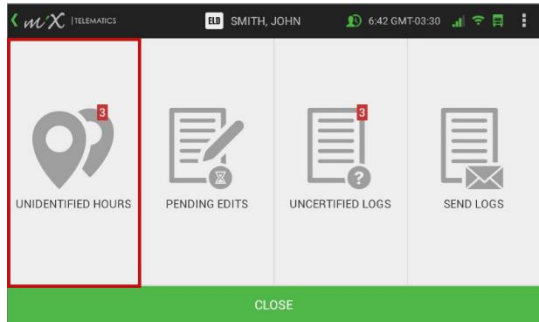 mix TELEMATICS ELD SMITH, JOHN 6:42 GMT-03:30
3 3
UNIDENTIFIED HOURS PENDING EDITS UNCERTIFIED LOGS SEND LOGS
CLOSE